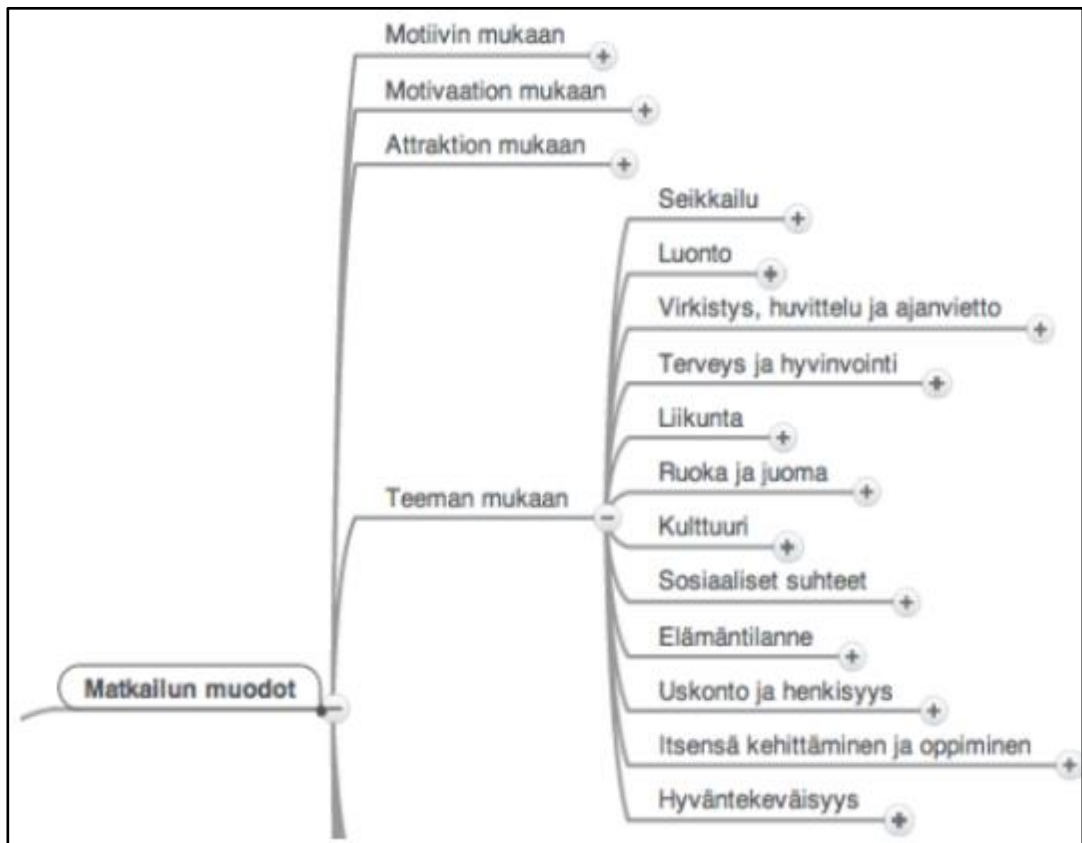 Motiivin mukaan
Motivaation mukaan
Attraktion mukaan
Seikkailu
Luonto
Virkistys, huvittelu ja ajanvietto
Terveys ja hyvinvointi
Liikunta
Ruoka ja juoma
Teeman mukaan
Kulttuuri
Sosiaaliset suhteet
Elämäntilanne
Matkailun muodot
Uskonto ja henkisyys
Itsensä kehittäminen ja oppiminen
Hyväntekeväisyys